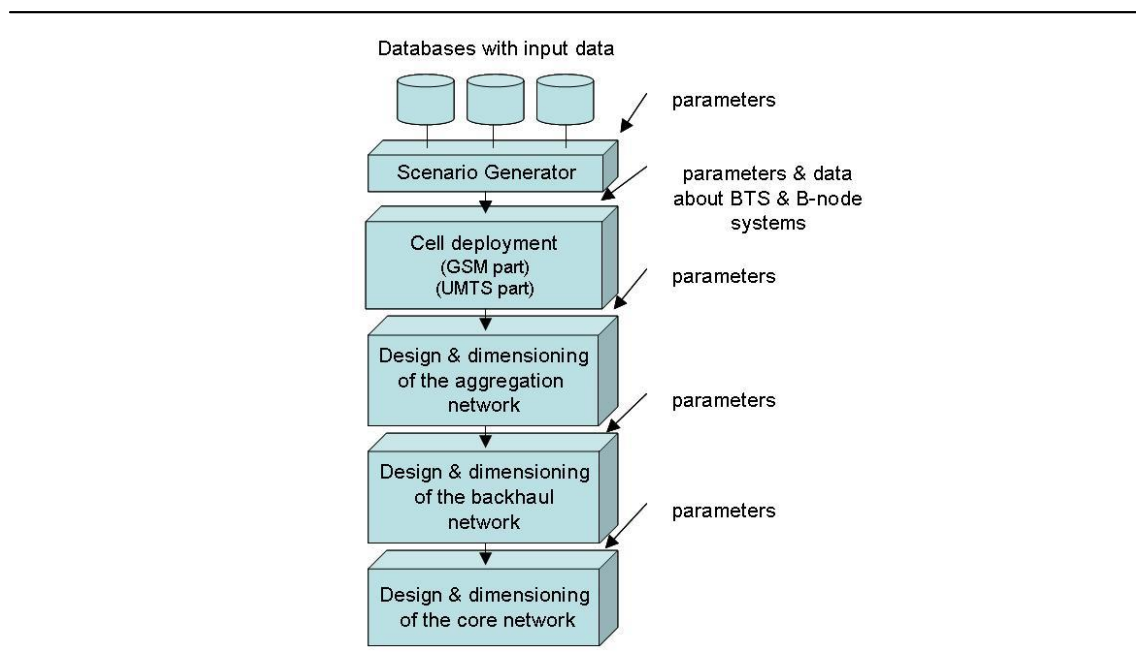 Databases with input data
parameters
Scenario Generator
parameters & data
about BTS & B-node
systems
Cell deployment
(GSM part)
(UMTS part)
parameters
Design & dimensioning
of the aggregation
network
parameters
Design & dimensioning
of the backhaul
network
parameters
Design & dimensioning
of the core network